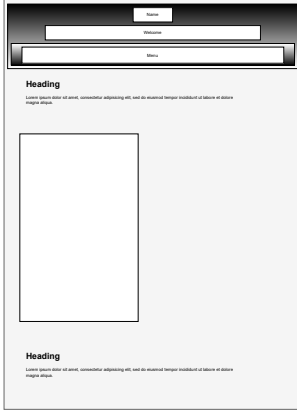 Name
Welcome
Menu
Heading
Lorem ipsum dolor sit amet, consectetur adipiscing elit, sed do eiusmod tempor incididunt ut labore et dolore
magna aliqua.
Heading
Lorem ipsum dolor sit amet, consectetur adipiscing elit, sed do eiusmod tempor incididunt ut labore et dolore
magna aliqua.